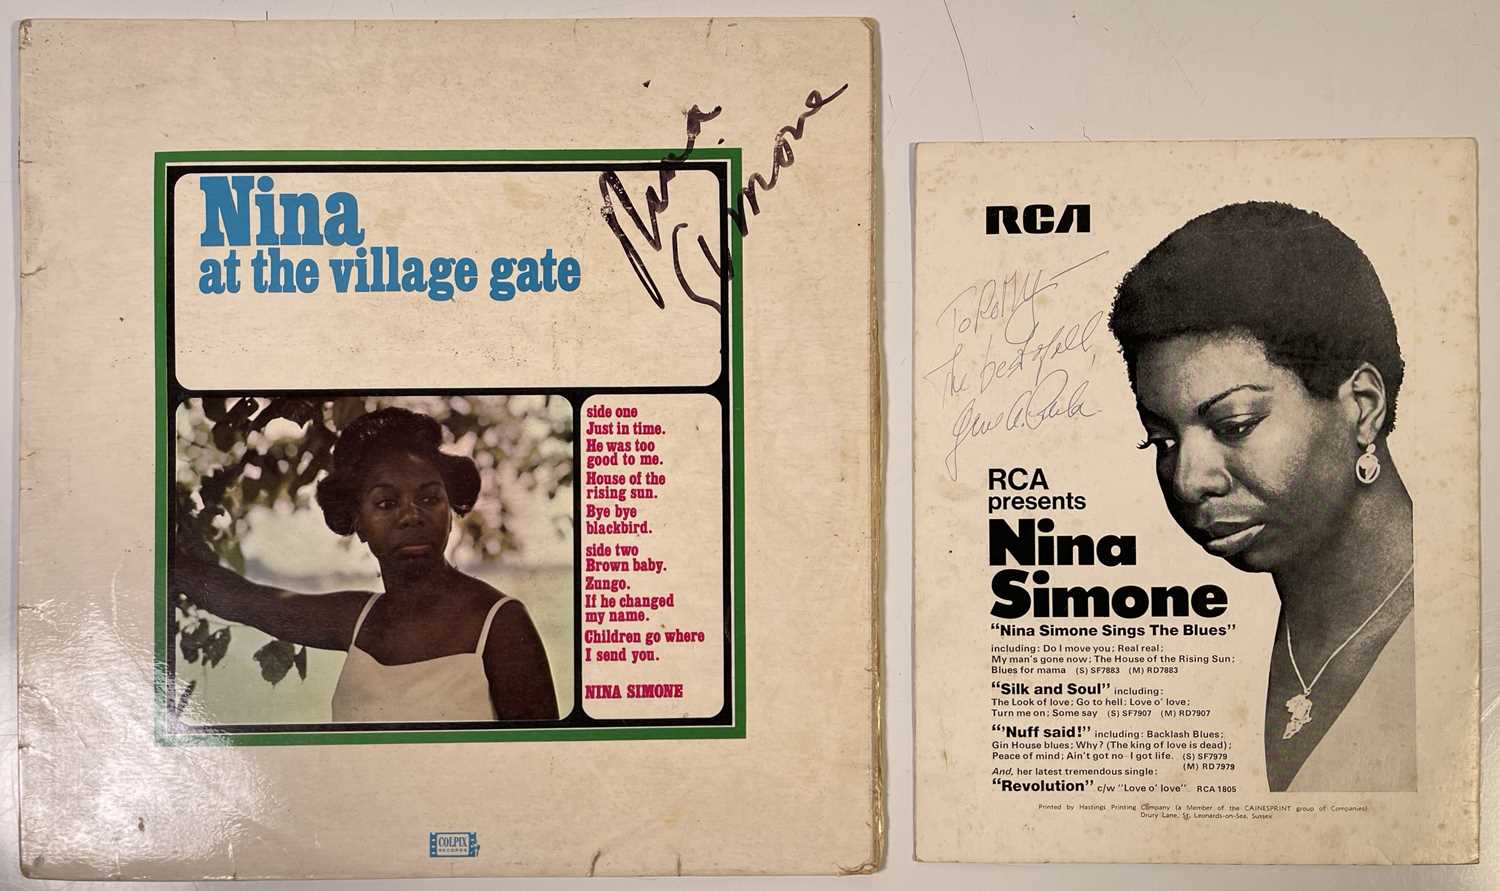 Nina
Simone
Nina
at the village gate
side one
Just in time.
He was too
good to me.
House of the
rising sun.
Bye bye
blackbird.
side two
Brown baby.
Zungo.
If he changed
my name.
Children go where
I send you.
NINA SIMONE
COLPIX
RECORDS
RCA
To
The best of all,
RCA
presents
Nina
Simone
"Nina Simone Sings The Blues"
including: Do I move you; Real real;
My man's gone now; The House of the Rising Sun;
Blues for mama (S) SF7883 (M) RD7883
"Silk and Soul" including:
The Look of love; Go to hell; Love o' love;
Turn me on; Some say (S) SF7907 (M) RD7907
"'Nuff said!" including: Backlash Blues;
Gin House blues; Why? (The king of love is dead);
Peace of mind; Ain't got no-I got life. (S) SF7979
(M) RD7979
And, her latest tremendous single:
"Revolution" c/w "Love o' love" RCA 1805
Printed by Hastings Printing Company (a Member of the CAINESPRINT group of Companies)
Drury Lane, St. Leonards-on-Sea, Sussex